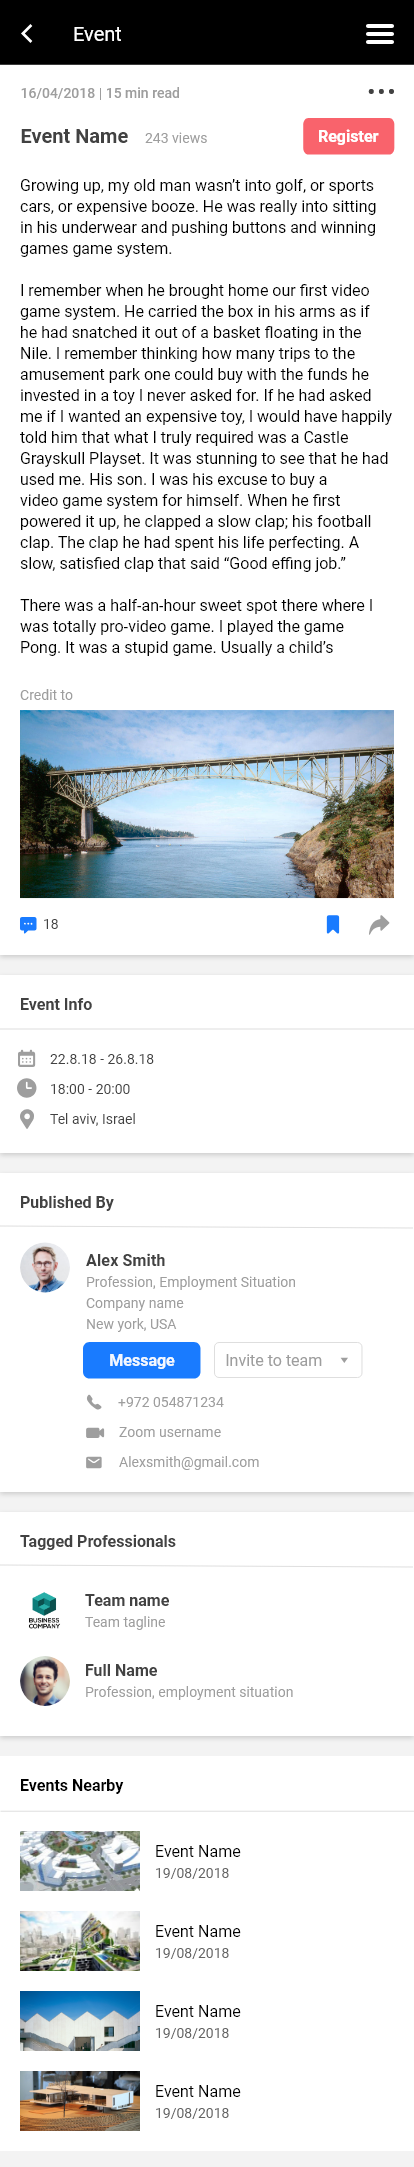 Event
16/04/2018 | 15 min read
Event Name 243 views Register
Growing up, my old man wasn’t into golf, or sports
cars, or expensive booze. He was really into sitting
in his underwear and pushing buttons and winning
games game system.
I remember when he brought home our first video
game system. He carried the box in his arms as if
he had snatched it out of a basket floating in the
Nile. I remember thinking how many trips to the
amusement park one could buy with the funds he
invested in a toy I never asked for. If he had asked
me if I wanted an expensive toy, I would have happily
told him that what I truly required was a Castle
Grayskull Playset. It was stunning to see that he had
used me. His son. I was his excuse to buy a
video game system for himself. When he first
powered it up, he clapped a slow clap; his football
clap. The clap he had spent his life perfecting. A
slow, satisfied clap that said “Good effing job.”
There was a half-an-hour sweet spot there where I
was totally pro-video game. I played the game
Pong. It was a stupid game. Usually a child’s
Credit to
18
Event Info
22.8.18 - 26.8.18
18:00 - 20:00
Tel aviv, Israel
Published By
Alex Smith
Profession, Employment Situation
Company name
New york, USA
Message Invite to team
+972 054871234
Zoom username
Alexsmith@gmail.com
Tagged Professionals
Team name
Team tagline
BUSINESS
COMPANY
Full Name
Profession, employment situation
Events Nearby
Event Name
19/08/2018
Event Name
19/08/2018
Event Name
19/08/2018
Event Name
19/08/2018